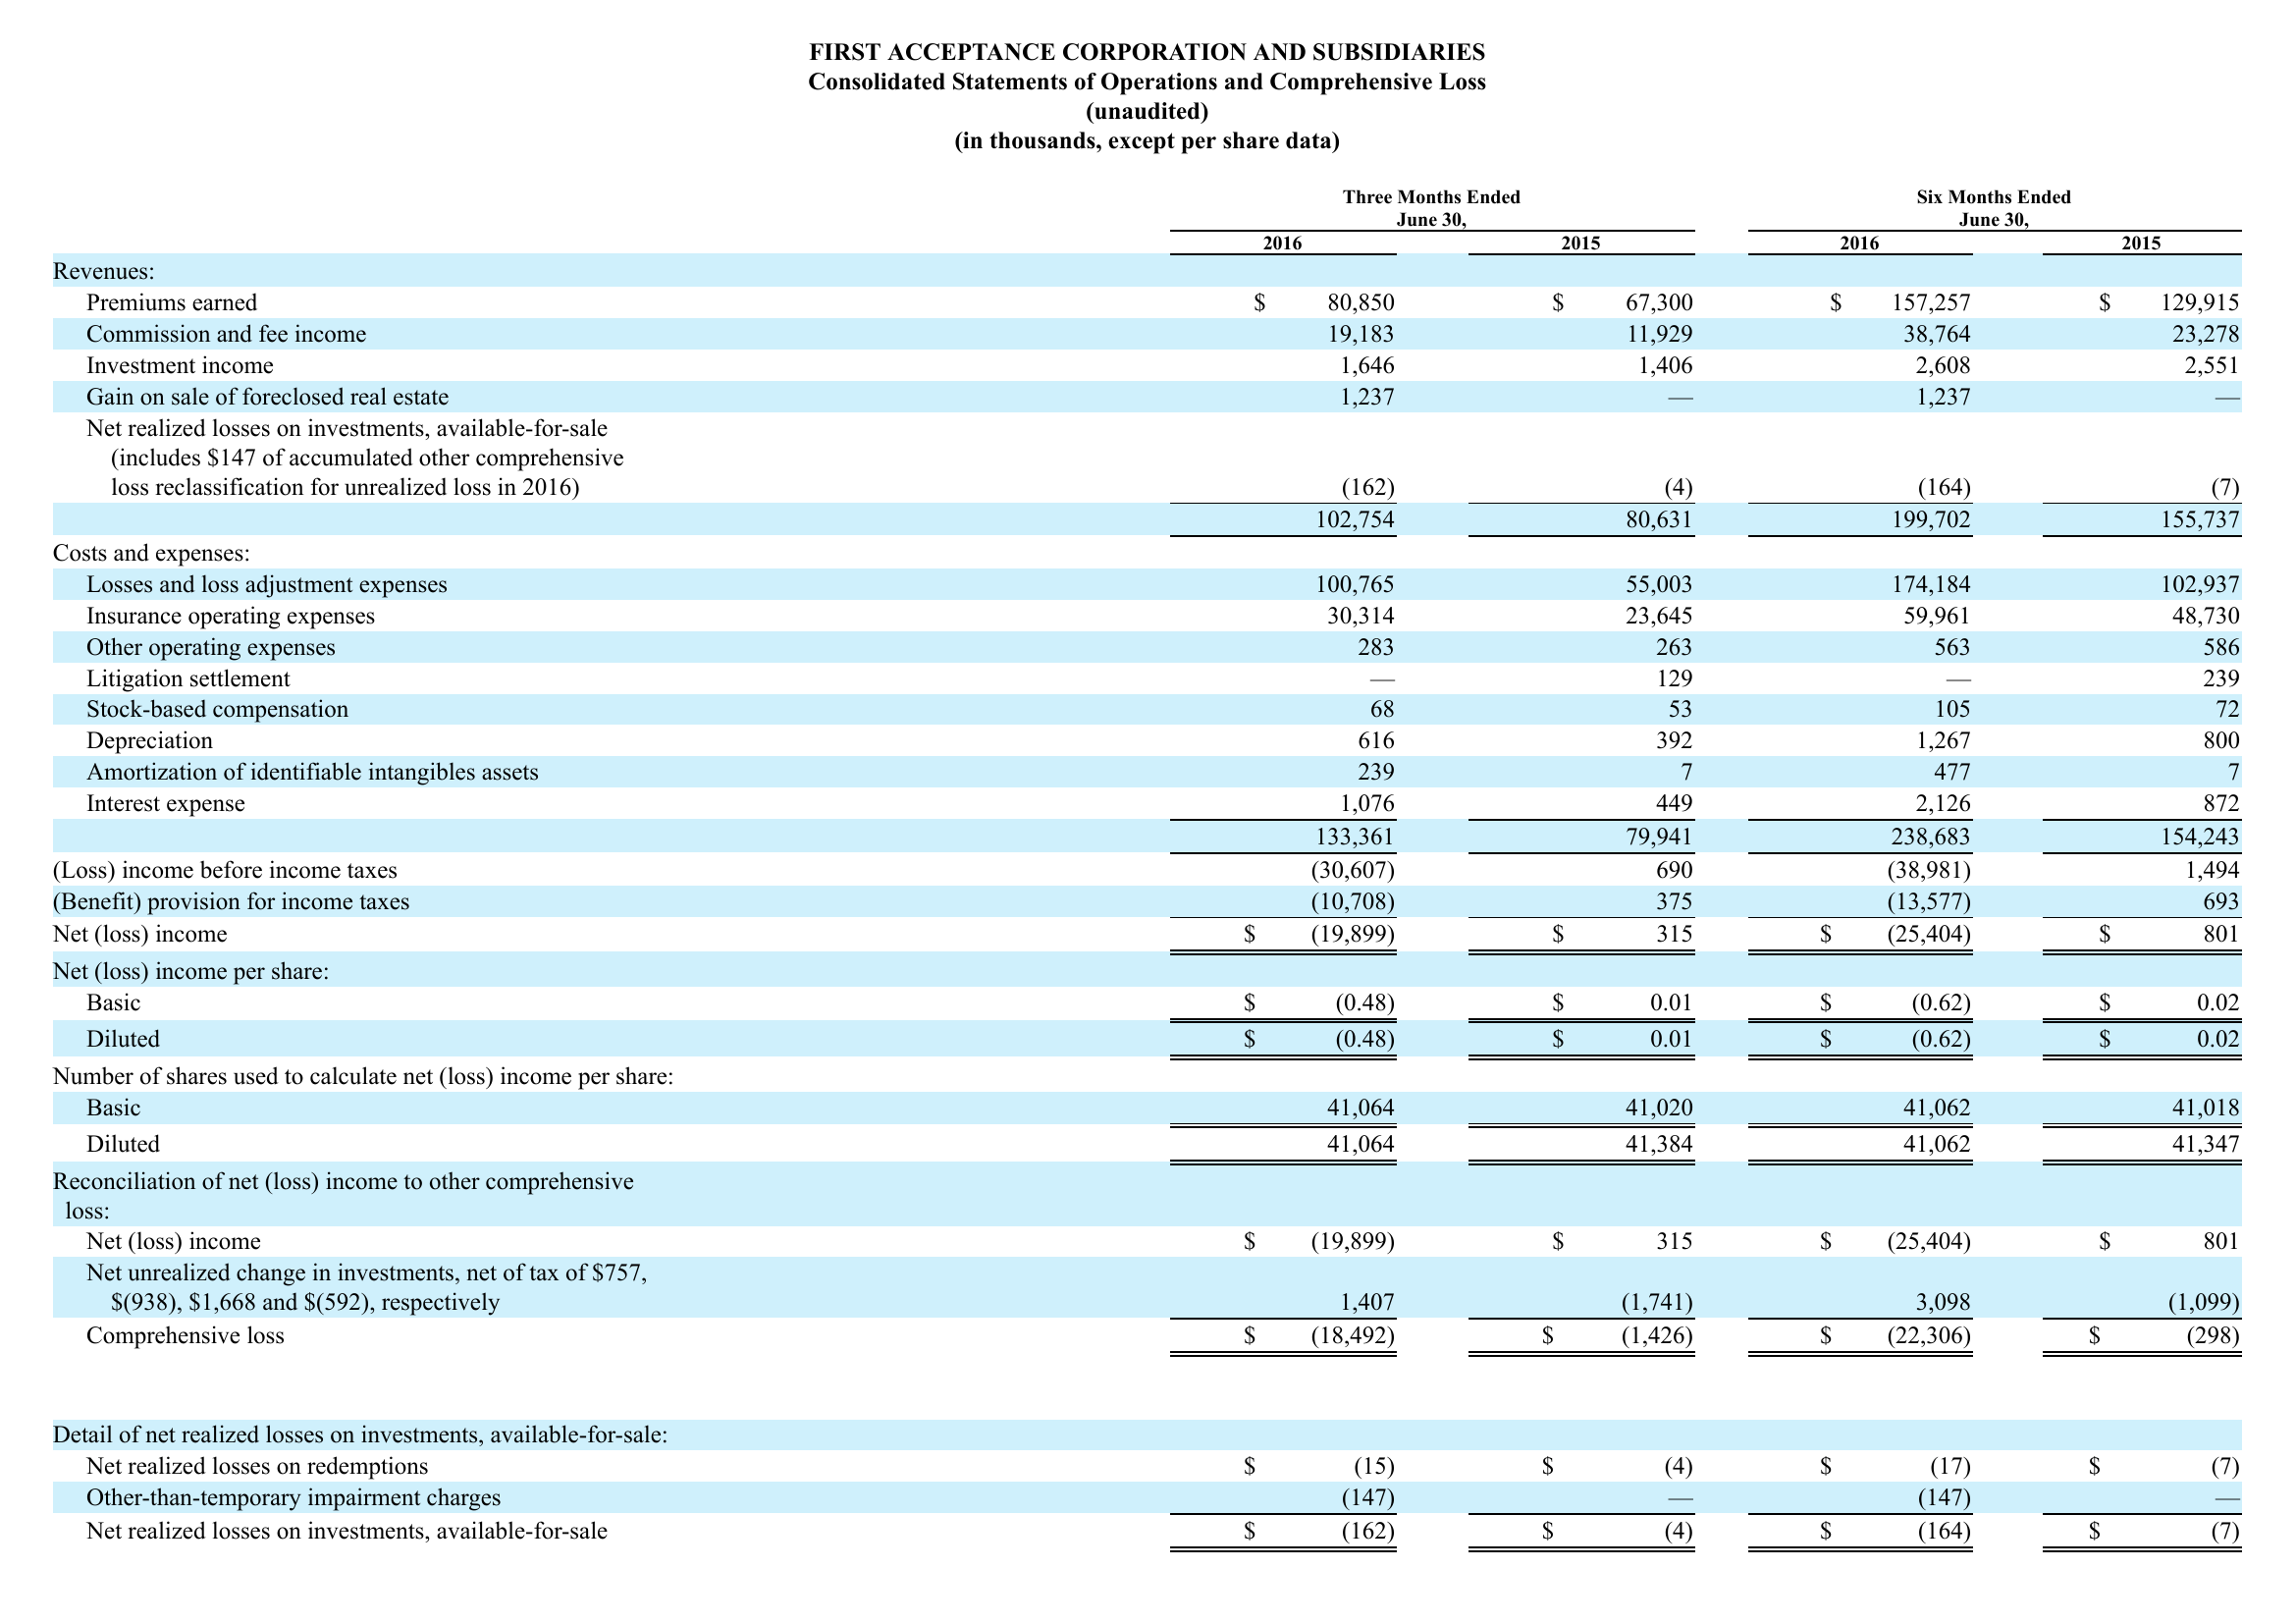 FIRST ACCEPTANCE CORPORATION AND SUBSIDIARIES
Consolidated Statements of Operations and Comprehensive Loss
(unaudited)
(in thousands, except per share data)
Three Months Ended Six Months Ended
June 30, June 30,
2016 2015 2016 2015
Revenues:
Premiums earned $ 80,850 $ 67,300 $ 157,257 $ 129,915
Commission and fee income 19,183 11,929 38,764 23,278
Investment income 1,646 1,406 2,608 2,551
Gain on sale of foreclosed real estate 1,237 — 1,237 —
Net realized losses on investments, available-for-sale
(includes $147 of accumulated other comprehensive
loss reclassification for unrealized loss in 2016) (162) (4) (164) (7)
102,754 80,631 199,702 155,737
Costs and expenses:
Losses and loss adjustment expenses 100,765 55,003 174,184 102,937
Insurance operating expenses 30,314 23,645 59,961 48,730
Other operating expenses 283 263 563 586
Litigation settlement — 129 — 239
Stock-based compensation 68 53 105 72
Depreciation 616 392 1,267 800
Amortization of identifiable intangibles assets 239 7 477 7
Interest expense 1,076 449 2,126 872
133,361 79,941 238,683 154,243
(Loss) income before income taxes (30,607) 690 (38,981) 1,494
(Benefit) provision for income taxes (10,708) 375 (13,577) 693
Net (loss) income $ (19,899) $ 315 $ (25,404) $ 801
Net (loss) income per share:
Basic $ (0.48) $ 0.01 $ (0.62) $ 0.02
Diluted $ (0.48) $ 0.01 $ (0.62) $ 0.02
Number of shares used to calculate net (loss) income per share:
Basic 41,064 41,020 41,062 41,018
Diluted 41,064 41,384 41,062 41,347
Reconciliation of net (loss) income to other comprehensive
loss:
Net (loss) income $ (19,899) $ 315 $ (25,404) $ 801
Net unrealized change in investments, net of tax of $757,
$(938), $1,668 and $(592), respectively 1,407 (1,741) 3,098 (1,099)
Comprehensive loss $ (18,492) $ (1,426) $ (22,306) $ (298)
Detail of net realized losses on investments, available-for-sale:
Net realized losses on redemptions $ (15) $ (4) $ (17) $ (7)
Other-than-temporary impairment charges (147) — (147) —
Net realized losses on investments, available-for-sale $ (162) $ (4) $ (164) $ (7)